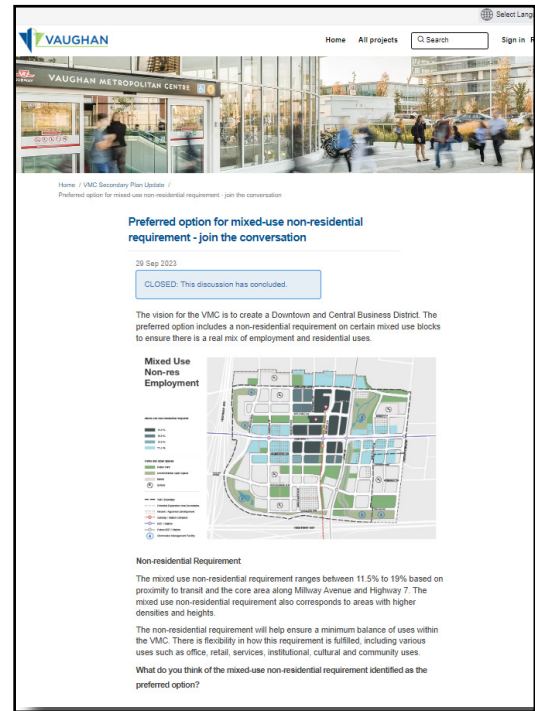 Select Lang
VAUGHAN
Home All projects Search Sign in R
VAUGHAN METROPOLITAN CENTRE
Home / VMC Secondary Plan Update /
Preferred option for mixed-use non-residential requirement - join the conversation
Preferred option for mixed-use non-residential
requirement - join the conversation
29 Sep 2023
CLOSED: This discussion has concluded.
The vision for the VMC is to create a Downtown and Central Business District. The
preferred option includes a non-residential requirement on certain mixed use blocks
to ensure there is a real mix of employment and residential uses.
Mixed Use
Non-res
Employment
Non-residential Requirement
The mixed use non-residential requirement ranges between 11.5% to 19% based on
proximity to transit and the core area along Millway Avenue and Highway 7. The
mixed use non-residential requirement also corresponds to areas with higher
densities and heights.
The non-residential requirement will help ensure a minimum balance of uses within
the VMC. There is flexibility in how this requirement is fulfilled, including various
uses such as office, retail, services, institutional, cultural and community uses.
What do you think of the mixed-use non-residential requirement identified as the
preferred option?